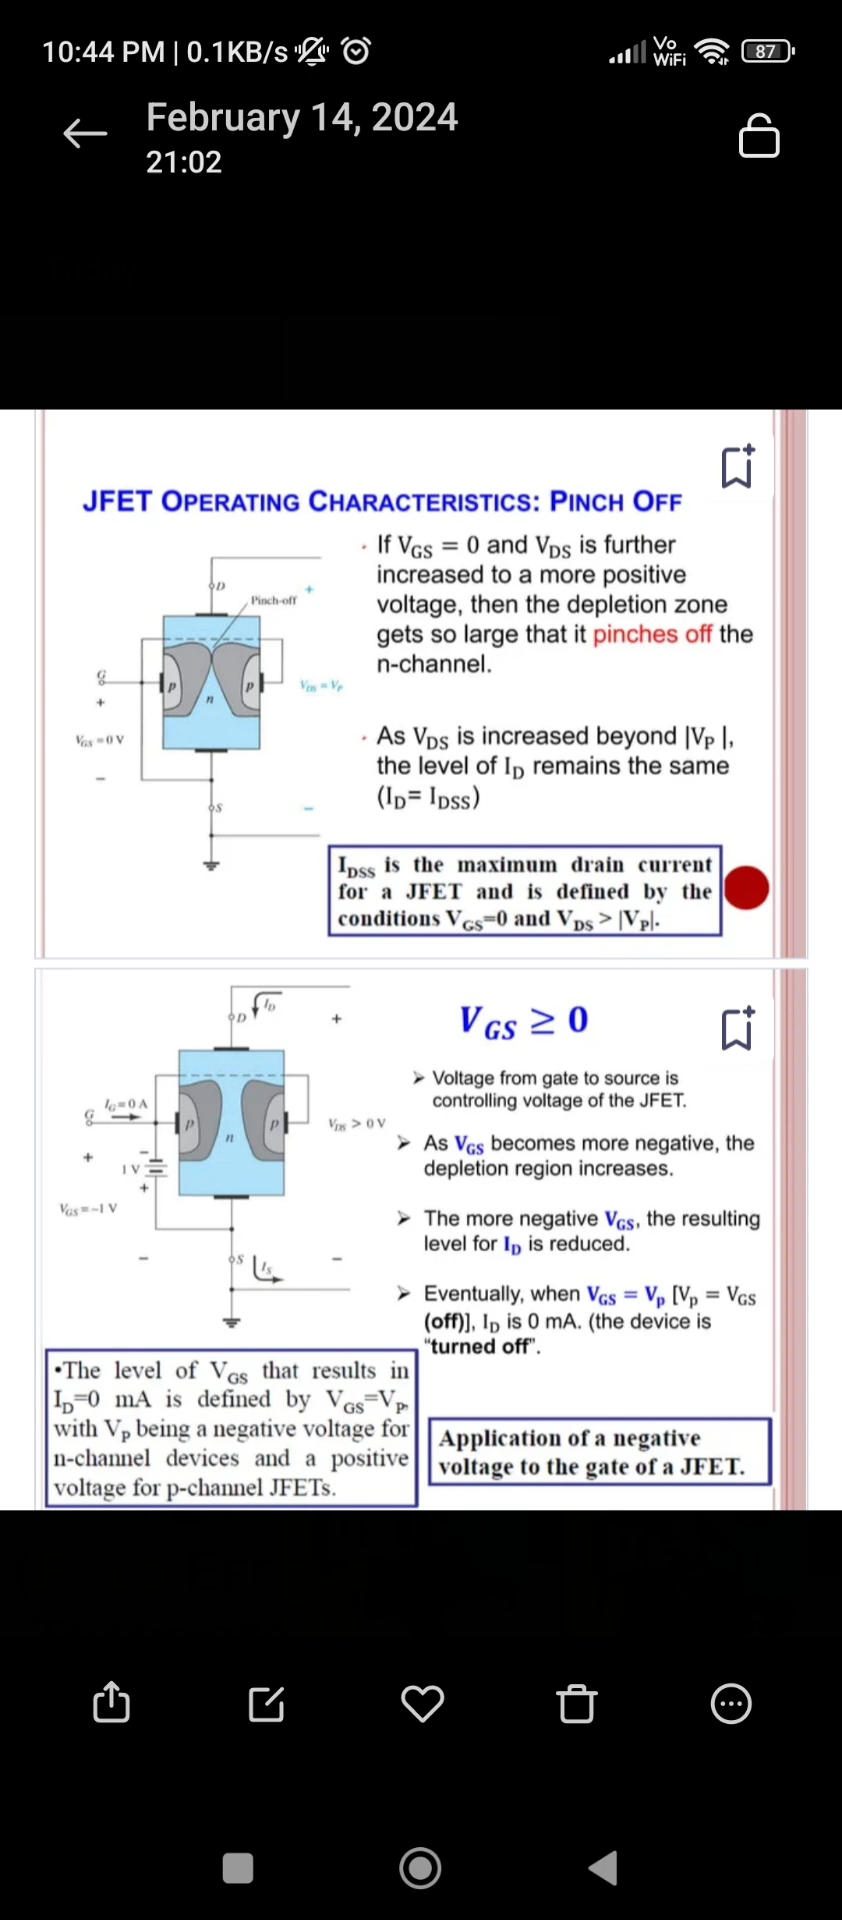 10:44 PM | 0.1KB/s
Vo
WiFi
87
February 14, 2024
21:02
JFET OPERATING CHARACTERISTICS: PINCH OFF
D
Pinch-off
+
G
p
p
n
+
VDS = VP
VGS = 0 V
–
S
–
· If VGS = 0 and VDS is further
increased to a more positive
voltage, then the depletion zone
gets so large that it pinches off the
n-channel.
· As VDS is increased beyond |VP |,
the level of ID remains the same
(ID= IDSS)
IDSS is the maximum drain current
for a JFET and is defined by the
conditions VGS=0 and VDS > |VP|.
D
ID
+
IG = 0 A
G
p
p
n
VDS > 0 V
+
–
1 V
+
VGS = –1 V
–
S
IS
–
VGS ≥ 0
➢ Voltage from gate to source is
controlling voltage of the JFET.
➢ As VGS becomes more negative, the
depletion region increases.
➢ The more negative VGS, the resulting
level for ID is reduced.
➢ Eventually, when VGS = Vp [Vp = VGS
(off)], ID is 0 mA. (the device is
"turned off".
•The level of VGS that results in
ID=0 mA is defined by VGS=VP,
with VP being a negative voltage for
n-channel devices and a positive
voltage for p-channel JFETs.
Application of a negative
voltage to the gate of a JFET.